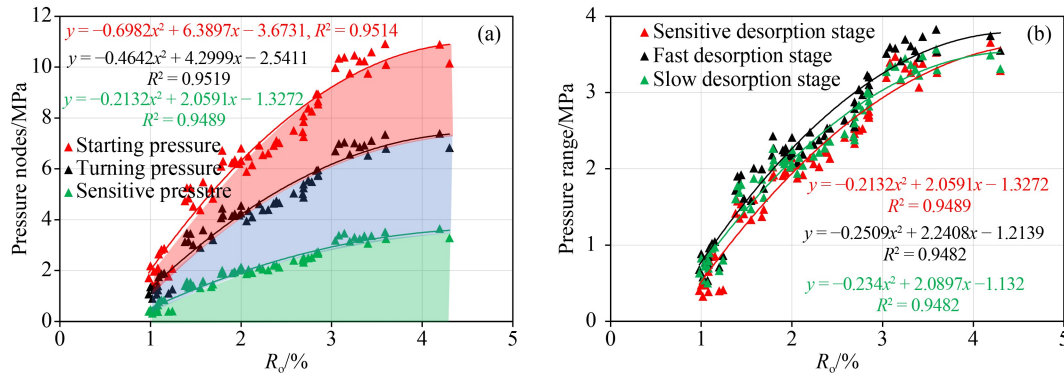 (a)
y = −0.6982x² + 6.3897x − 3.6731, R² = 0.9514
y = −0.4642x² + 4.2999x − 2.5411
R² = 0.9519
y = −0.2132x² + 2.0591x − 1.3272
R² = 0.9489
Starting pressure
Turning pressure
Sensitive pressure
Pressure nodes/MPa
12
10
8
6
4
2
0
0 1 2 3 4 5
Rₒ/%
(b)
Sensitive desorption stage
Fast desorption stage
Slow desorption stage
y = −0.2132x² + 2.0591x − 1.3272
R² = 0.9489
y = −0.2509x² + 2.2408x − 1.2139
R² = 0.9482
y = −0.234x² + 2.0897x − 1.132
R² = 0.9482
Pressure range/MPa
4
3
2
1
0
0 1 2 3 4 5
Rₒ/%